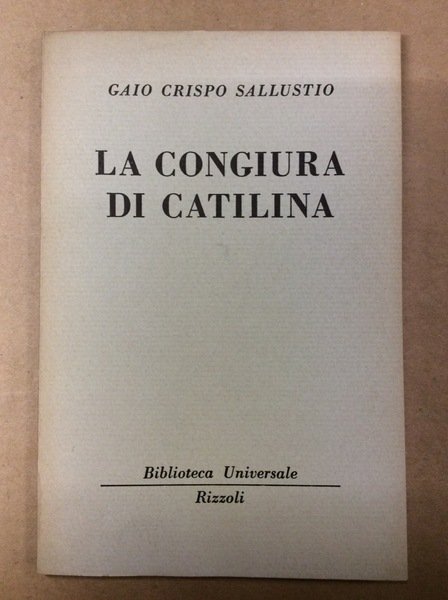 GAIO CRISPO SALLUSTIO
LA CONGIURA
DI CATILINA
Biblioteca Universale
Rizzoli